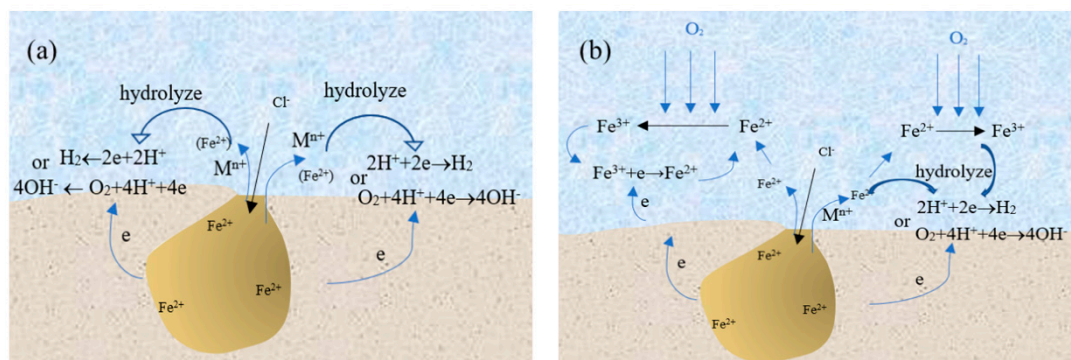 (a)
hydrolyze
hydrolyze
Cl-
(Fe2+)
Mn+
Mn+
(Fe2+)
H2←2e+2H+
or
4OH- ← O2+4H++4e
2H++2e→H2
or
O2+4H++4e→4OH-
Fe2+
e
e
Fe2+
Fe2+
(b)
O2
O2
Fe3+
Fe2+
Fe2+
Fe3+
Cl-
Fe3++e→Fe2+
Fe2+
Fe2+
hydrolyze
Mn+
2H++2e→H2
or
O2+4H++4e→4OH-
e
Fe2+
e
e
Fe2+
Fe2+